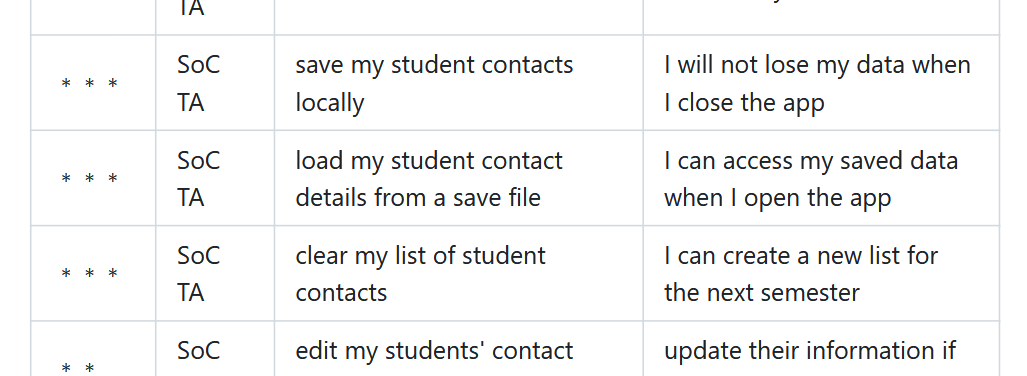 TA
SoC save my student contacts I will not lose my data when
* * *
TA locally I close the app
SoC load my student contact I can access my saved data
* * *
TA details from a save file when I open the app
SoC clear my list of student I can create a new list for
* * *
TA contacts the next semester
SoC edit my students' contact update their information if
* *